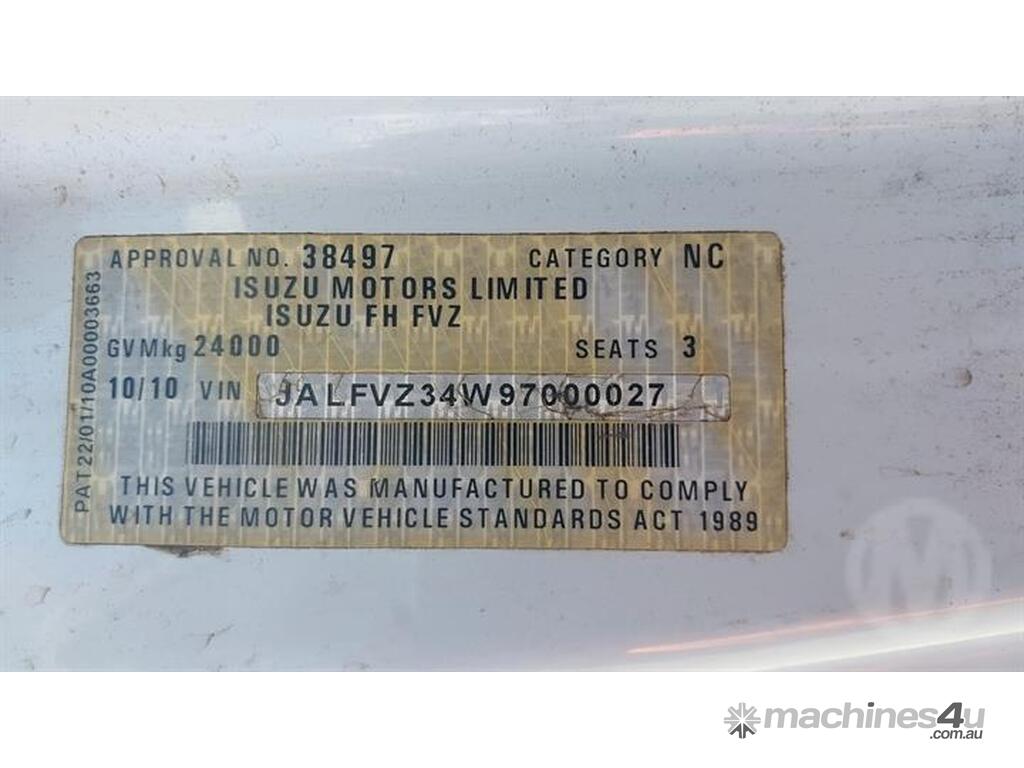 APPROVAL NO. 38497 CATEGORY NC
ISUZU MOTORS LIMITED
ISUZU FH FVZ
GVMkg 24000 SEATS 3
10/10 VIN JALFVZ34W97000027
THIS VEHICLE WAS MANUFACTURED TO COMPLY
WITH THE MOTOR VEHICLE STANDARDS ACT 1989
PAT22/01/10A00003663
M
machines4u
.com.au